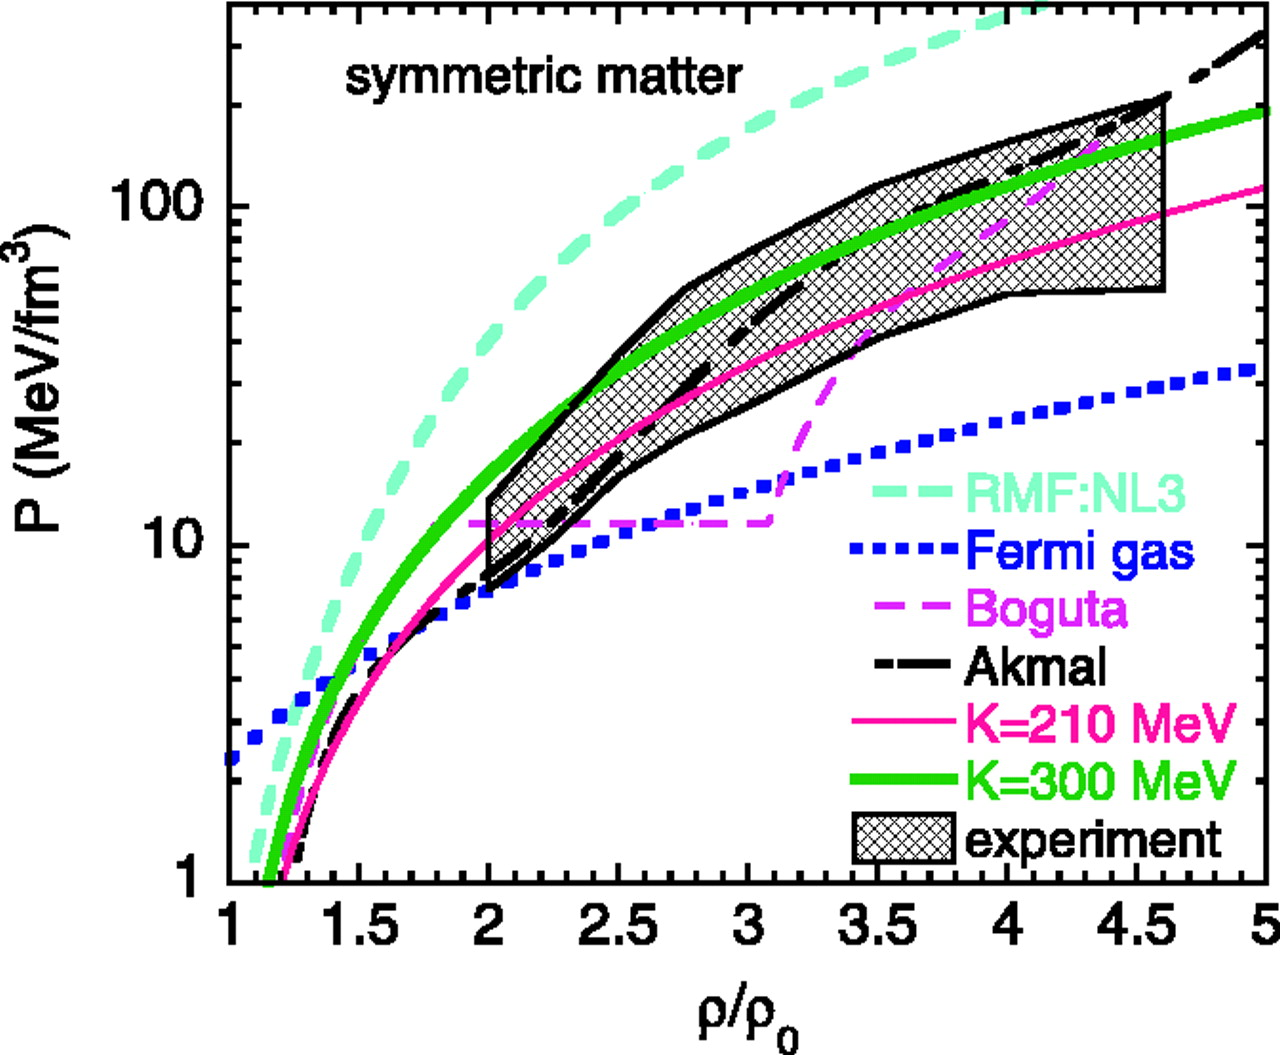 symmetric matter
P (MeV/fm³)
100
10
1
RMF:NL3
Fermi gas
Boguta
Akmal
K=210 MeV
K=300 MeV
experiment
1 1.5 2 2.5 3 3.5 4 4.5 5
ρ/ρ₀